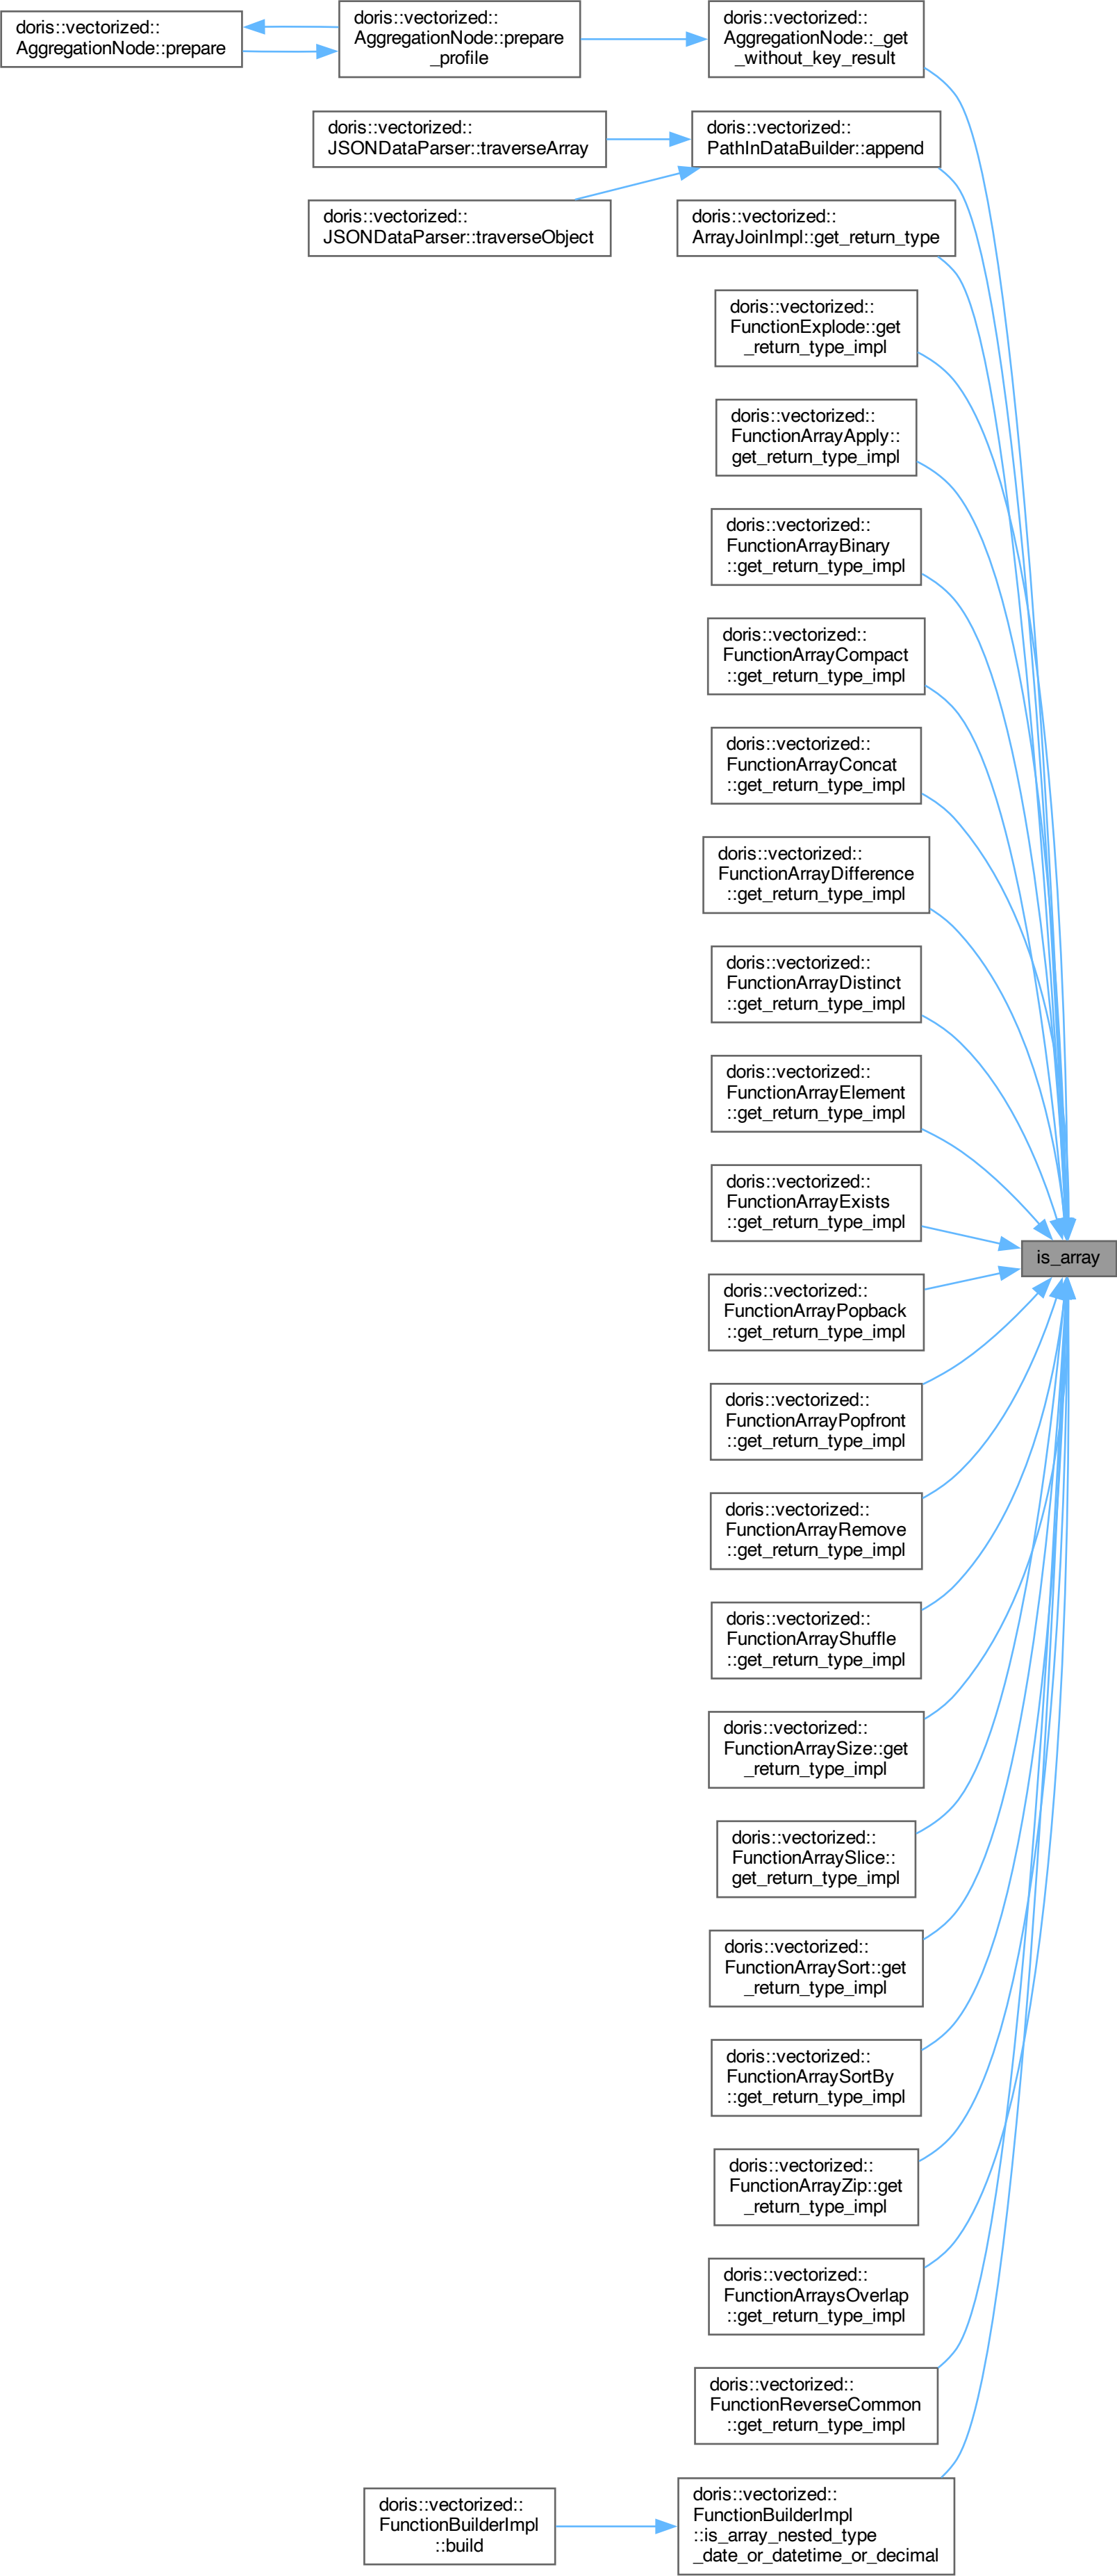 doris::vectorized::
AggregationNode::prepare
doris::vectorized::
AggregationNode::prepare
_profile
doris::vectorized::
AggregationNode::_get
_without_key_result
doris::vectorized::
JSONDataParser::traverseArray
doris::vectorized::
PathInDataBuilder::append
doris::vectorized::
JSONDataParser::traverseObject
doris::vectorized::
ArrayJoinImpl::get_return_type
doris::vectorized::
FunctionExplode::get
_return_type_impl
doris::vectorized::
FunctionArrayApply::
get_return_type_impl
doris::vectorized::
FunctionArrayBinary
::get_return_type_impl
doris::vectorized::
FunctionArrayCompact
::get_return_type_impl
doris::vectorized::
FunctionArrayConcat
::get_return_type_impl
doris::vectorized::
FunctionArrayDifference
::get_return_type_impl
doris::vectorized::
FunctionArrayDistinct
::get_return_type_impl
doris::vectorized::
FunctionArrayElement
::get_return_type_impl
doris::vectorized::
FunctionArrayExists
::get_return_type_impl
is_array
doris::vectorized::
FunctionArrayPopback
::get_return_type_impl
doris::vectorized::
FunctionArrayPopfront
::get_return_type_impl
doris::vectorized::
FunctionArrayRemove
::get_return_type_impl
doris::vectorized::
FunctionArrayShuffle
::get_return_type_impl
doris::vectorized::
FunctionArraySize::get
_return_type_impl
doris::vectorized::
FunctionArraySlice::
get_return_type_impl
doris::vectorized::
FunctionArraySort::get
_return_type_impl
doris::vectorized::
FunctionArraySortBy
::get_return_type_impl
doris::vectorized::
FunctionArrayZip::get
_return_type_impl
doris::vectorized::
FunctionArraysOverlap
::get_return_type_impl
doris::vectorized::
FunctionReverseCommon
::get_return_type_impl
doris::vectorized::
FunctionBuilderImpl
::build
doris::vectorized::
FunctionBuilderImpl
::is_array_nested_type
_date_or_datetime_or_decimal